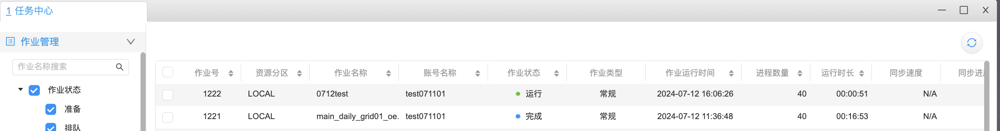 1 任务中心
作业管理
作业名称搜索
作业状态
准备
排队
作业号 资源分区 作业名称 账号名称 作业状态 作业类型 作业运行时间 进程数量 运行时长 同步速度 同步进
1222 LOCAL 0712test test071101 运行 常规 2024-07-12 16:06:26 40 00:00:51 N/A
1221 LOCAL main_daily_grid01_oe. test071101 完成 常规 2024-07-12 11:36:48 40 00:16:53 N/A